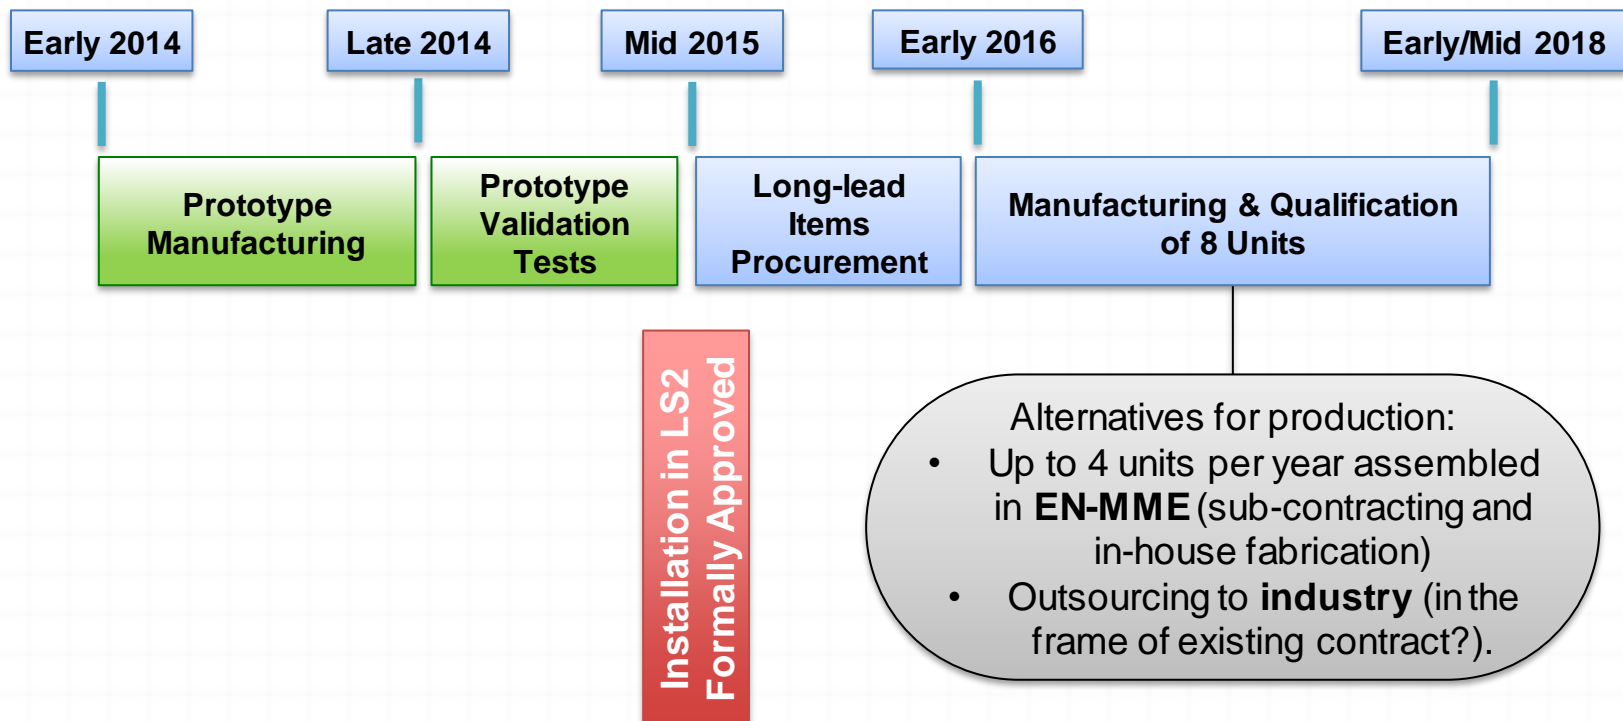 Early 2014
Late 2014
Mid 2015
Early 2016
Early/Mid 2018
Prototype
Manufacturing
Prototype
Validation
Tests
Long-lead
Items
Procurement
Manufacturing & Qualification
of 8 Units
Installation in LS2
Formally Approved
Alternatives for production:
• Up to 4 units per year assembled
in EN-MME (sub-contracting and
in-house fabrication)
• Outsourcing to industry (in the
frame of existing contract?).